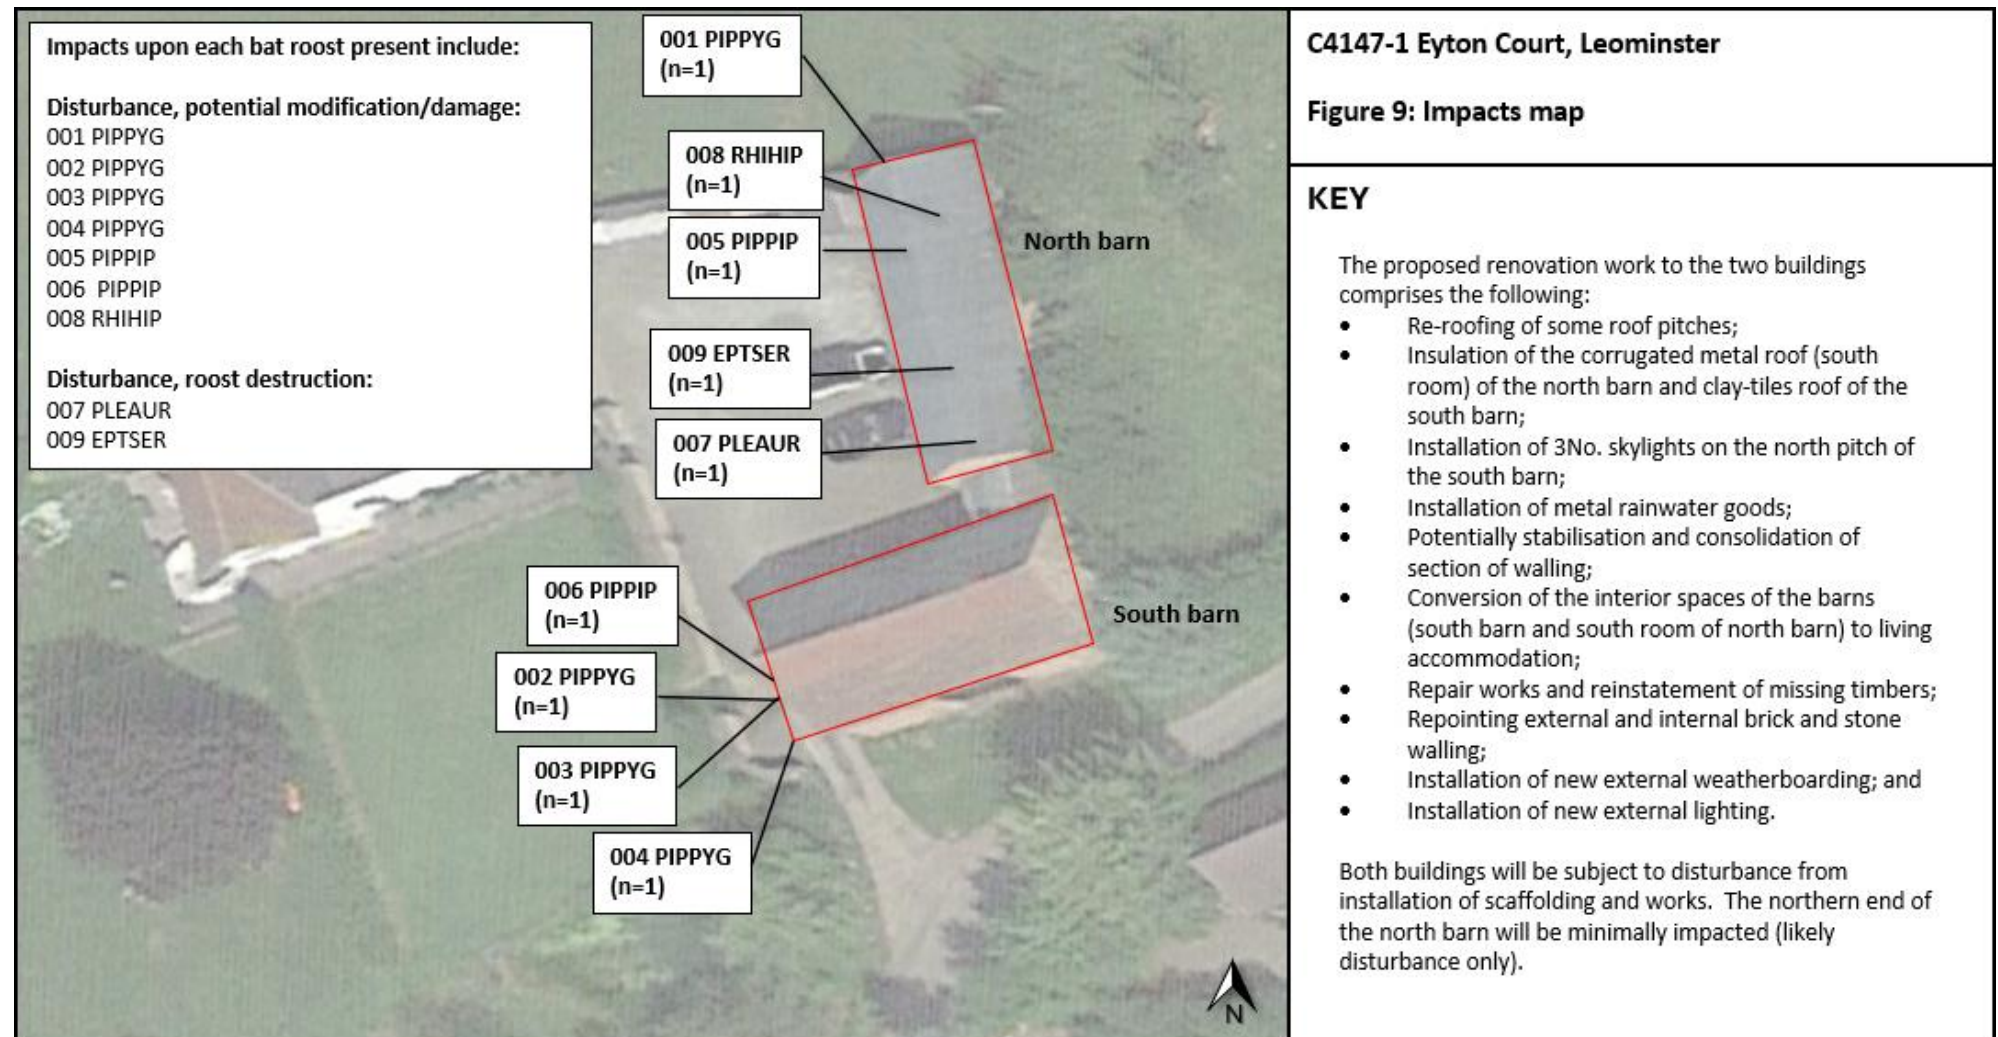 Impacts upon each bat roost present include:
Disturbance, potential modification/damage:
001 PIPPYG
002 PIPPYG
003 PIPPYG
004 PIPPYG
005 PIPPIP
006  PIPPIP
008 RHIHIP
Disturbance, roost destruction:
007 PLEAUR
009 EPTSER
001 PIPPYG
(n=1)
008 RHIHIP
(n=1)
005 PIPPIP
(n=1)
North barn
009 EPTSER
(n=1)
007 PLEAUR
(n=1)
006 PIPPIP
(n=1)
South barn
002 PIPPYG
(n=1)
003 PIPPYG
(n=1)
004 PIPPYG
(n=1)
N
C4147-1 Eyton Court, Leominster
Figure 9: Impacts map
KEY
The proposed renovation work to the two buildings
comprises the following:
• Re-roofing of some roof pitches;
• Insulation of the corrugated metal roof (south
room) of the north barn and clay-tiles roof of the
south barn;
• Installation of 3No. skylights on the north pitch of
the south barn;
• Installation of metal rainwater goods;
• Potentially stabilisation and consolidation of
section of walling;
• Conversion of the interior spaces of the barns
(south barn and south room of north barn) to living
accommodation;
• Repair works and reinstatement of missing timbers;
• Repointing external and internal brick and stone
walling;
• Installation of new external weatherboarding; and
• Installation of new external lighting.
Both buildings will be subject to disturbance from
installation of scaffolding and works.  The northern end of
the north barn will be minimally impacted (likely
disturbance only).